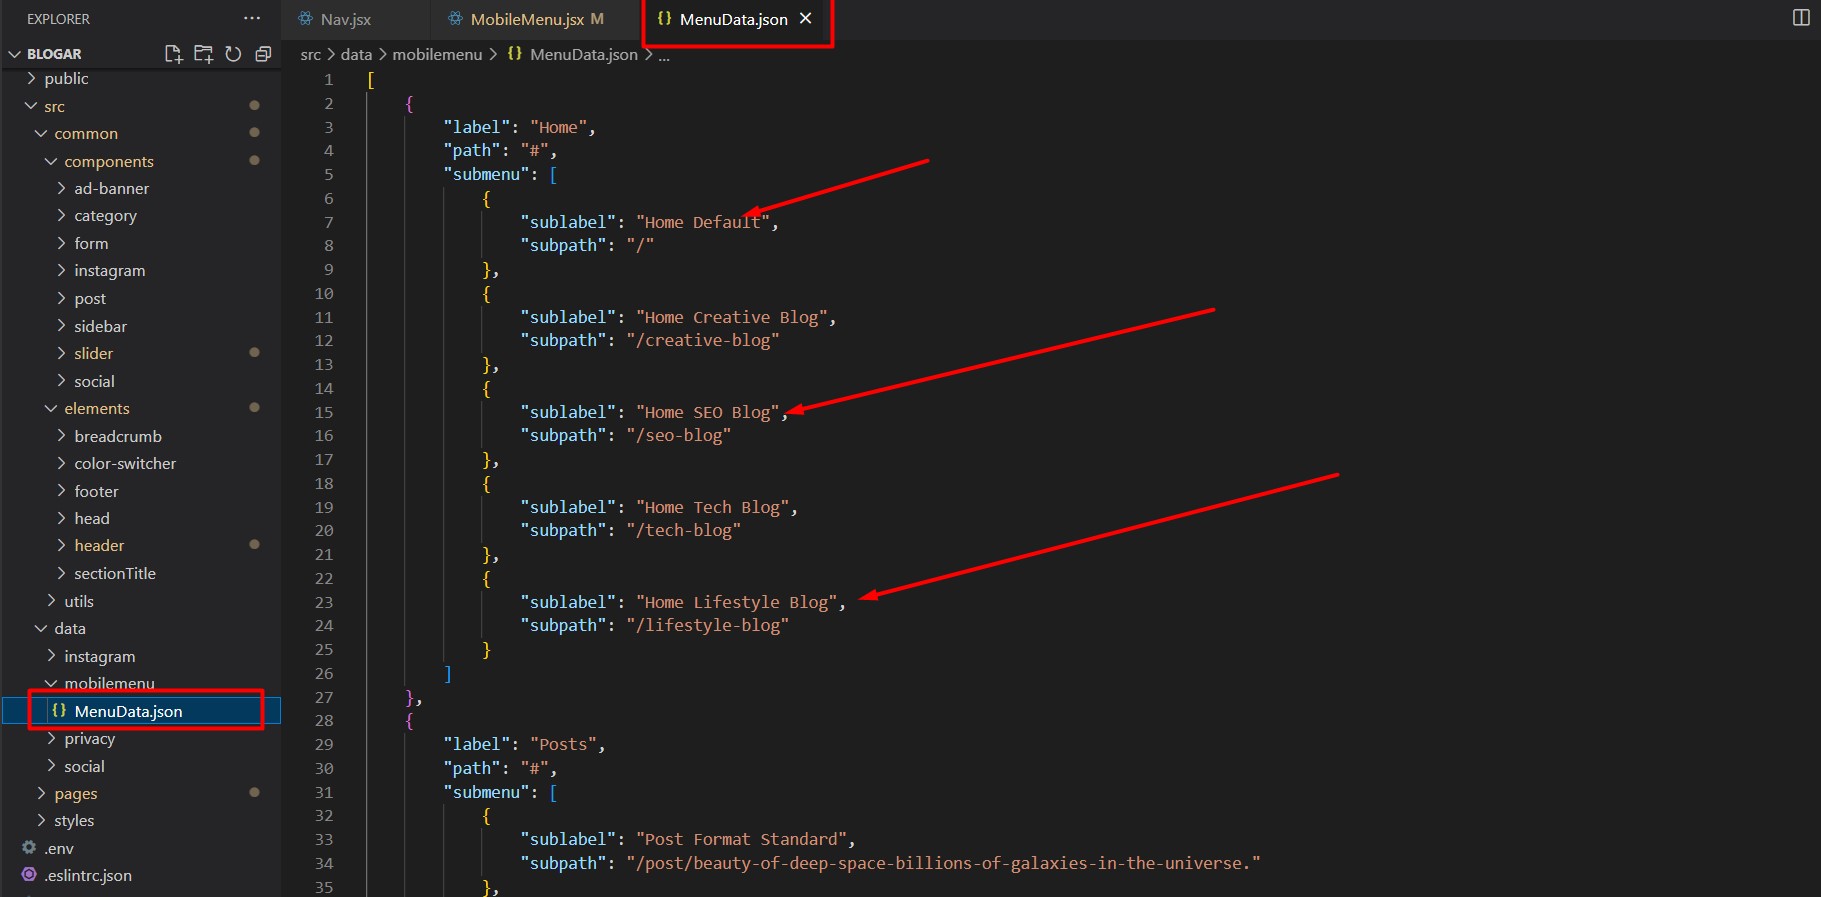 EXPLORER
...
BLOGAR
public
src
common
components
ad-banner
category
form
instagram
post
sidebar
slider
social
elements
breadcrumb
color-switcher
footer
head
header
sectionTitle
utils
data
instagram
mobilemenu
{} MenuData.json
privacy
social
pages
styles
.env
.eslintrc.json
Nav.jsx
MobileMenu.jsx M
{} MenuData.json ×
src > data > mobilemenu > {} MenuData.json > ...
1 [
2 {
3 "label": "Home",
4 "path": "#",
5 "submenu": [
6 {
7 "sublabel": "Home Default",
8 "subpath": "/"
9 },
10 {
11 "sublabel": "Home Creative Blog",
12 "subpath": "/creative-blog"
13 },
14 {
15 "sublabel": "Home SEO Blog",
16 "subpath": "/seo-blog"
17 },
18 {
19 "sublabel": "Home Tech Blog",
20 "subpath": "/tech-blog"
21 },
22 {
23 "sublabel": "Home Lifestyle Blog",
24 "subpath": "/lifestyle-blog"
25 }
26 ]
27 },
28 {
29 "label": "Posts",
30 "path": "#",
31 "submenu": [
32 {
33 "sublabel": "Post Format Standard",
34 "subpath": "/post/beauty-of-deep-space-billions-of-galaxies-in-the-universe."
35 },